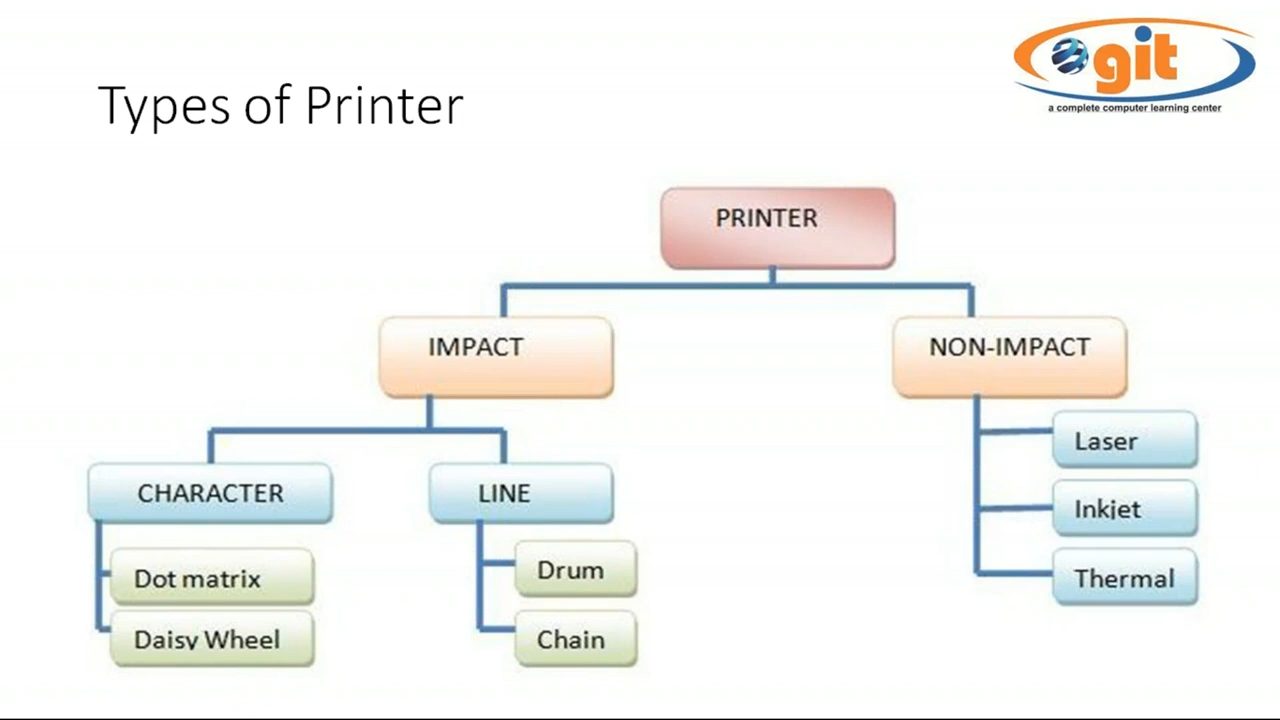 git
a complete computer learning center
Types of Printer
PRINTER
IMPACT
NON-IMPACT
CHARACTER
Dot matrix
Daisy Wheel
LINE
Drum
Chain
Laser
Inkjet
Thermal